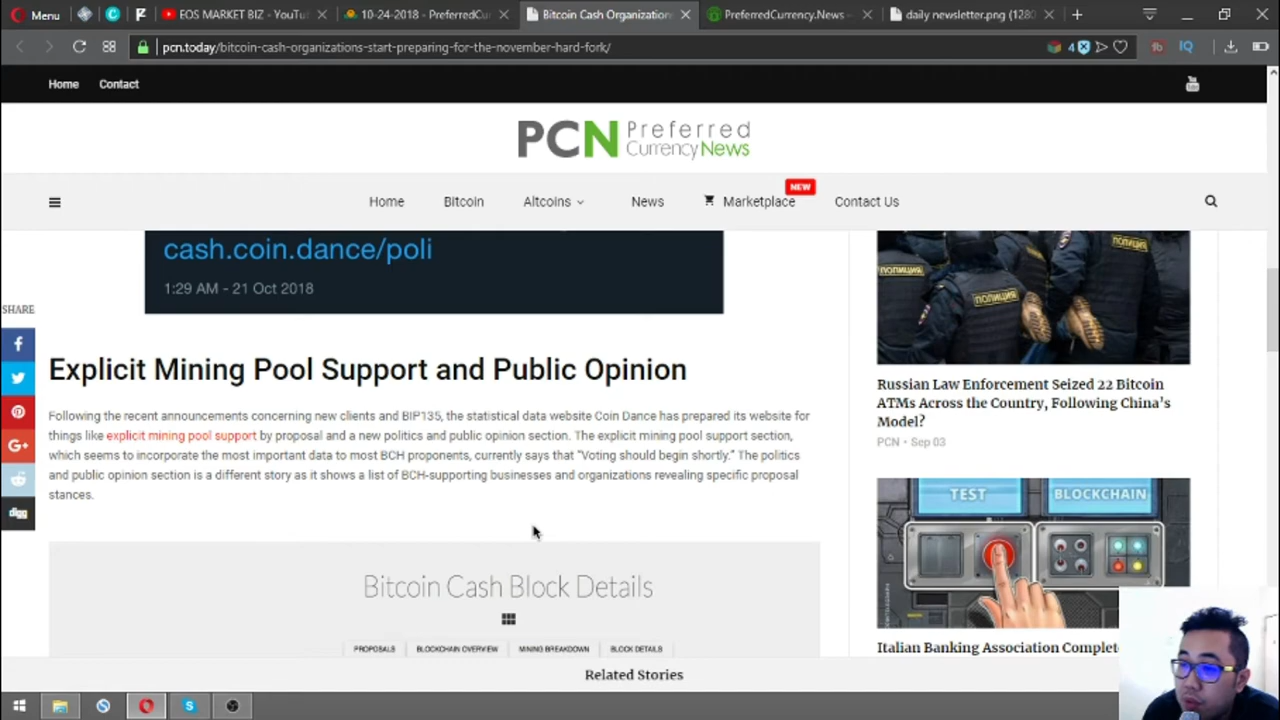 Menu
EOS MARKET BIZ - YouTu
10-24-2018 - PreferredCu
Bitcoin Cash Organization
PreferredCurrency.News -
daily newsletter.png (1280
pcn.today/bitcoin-cash-organizations-start-preparing-for-the-november-hard-fork/
4
IQ
Home Contact
PCN Preferred
CurrencyNews
NEW
Home Bitcoin Altcoins News Marketplace Contact Us
cash.coin.dance/poli
1:29 AM - 21 Oct 2018
SHARE
Explicit Mining Pool Support and Public Opinion
Following the recent announcements concerning new clients and BIP135, the statistical data website Coin Dance has prepared its website for
things like explicit mining pool support by proposal and a new politics and public opinion section. The explicit mining pool support section,
which seems to incorporate the most important data to most BCH proponents, currently says that “Voting should begin shortly.” The politics
and public opinion section is a different story as it shows a list of BCH-supporting businesses and organizations revealing specific proposal
stances.
digg
Bitcoin Cash Block Details
PROPOSALS BLOCKCHAIN OVERVIEW MINING BREAKDOWN BLOCK DETAILS
ПОЛИЦИЯ
ПОЛИЦИЯ
ПОЛИЦИЯ
Russian Law Enforcement Seized 22 Bitcoin
ATMs Across the Country, Following China’s
Model?
PCN • Sep 03
TEST BLOCKCHAIN
Italian Banking Association Complet
Related Stories